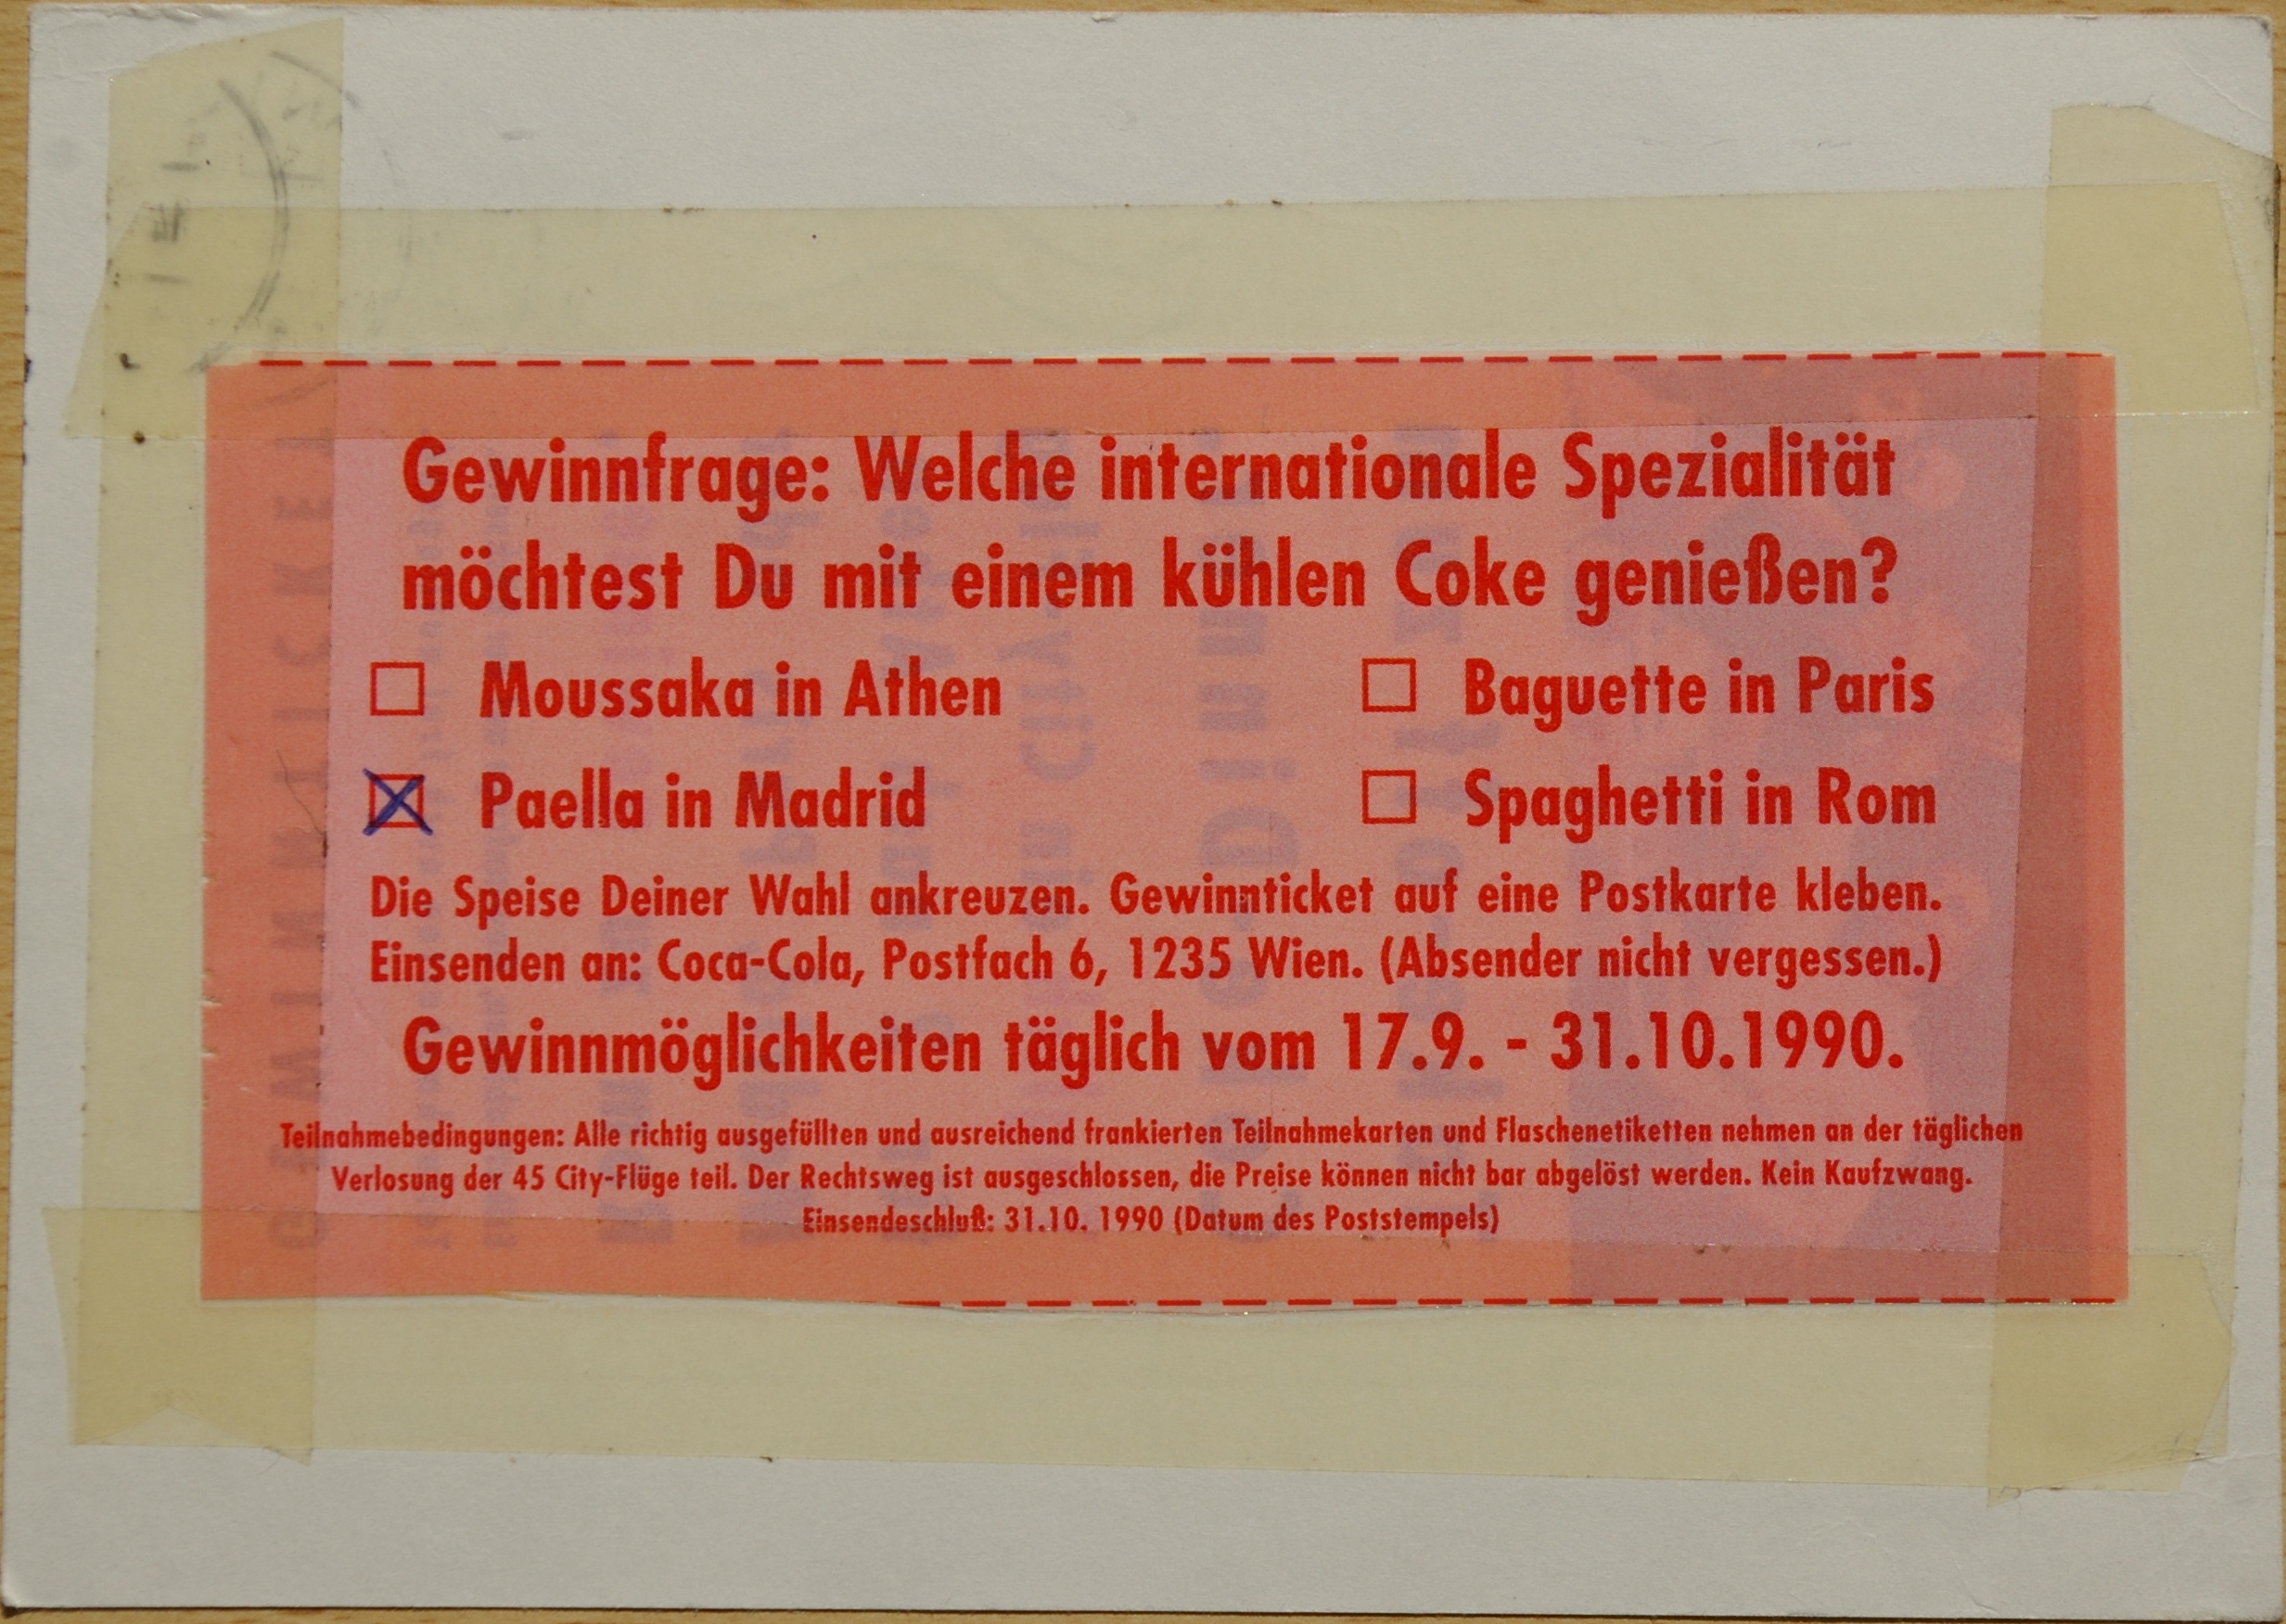 Gewinnfrage: Welche internationale Spezialität
möchtest Du mit einem kühlen Coke genießen?
Moussaka in Athen
Baguette in Paris
Paella in Madrid
Spaghetti in Rom
Die Speise Deiner Wahl ankreuzen. Gewinnticket auf eine Postkarte kleben.
Einsenden an: Coca-Cola, Postfach 6, 1235 Wien. (Absender nicht vergessen.)
Gewinnmöglichkeiten täglich vom 17.9. - 31.10.1990.
Teilnahmebedingungen: Alle richtig ausgefüllten und ausreichend frankierten Teilnahmekarten und Flaschenetiketten nehmen an der täglichen
Verlosung der 45 City-Flüge teil. Der Rechtsweg ist ausgeschlossen, die Preise können nicht bar abgelöst werden. Kein Kaufzwang.
Einsendeschluß: 31.10. 1990 (Datum des Poststempels)